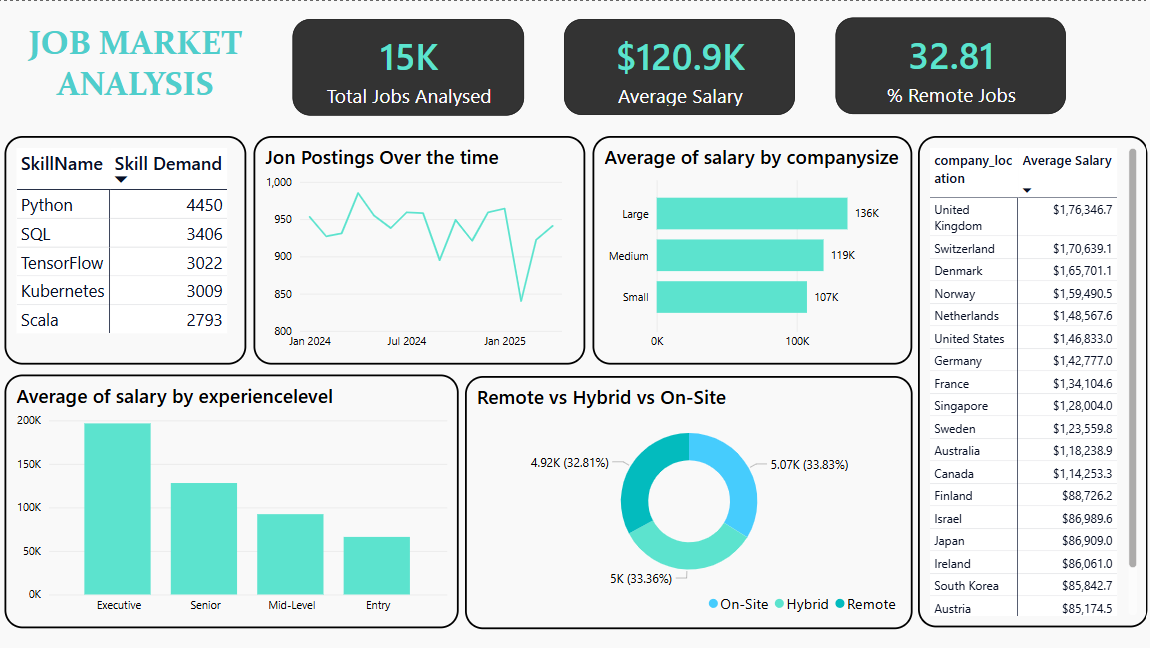 JOB MARKET
ANALYSIS
15K
Total Jobs Analysed
$120.9K
Average Salary
32.81
% Remote Jobs
SkillName Skill Demand
Python 4450
SQL 3406
TensorFlow 3022
Kubernetes 3009
Scala 2793
Jon Postings Over the time
1,000
950
900
850
800
Jan 2024 Jul 2024 Jan 2025
Average of salary by companysize
Large 136K
Medium 119K
Small 107K
0K 100K
company_loc Average Salary
ation
United $1,76,346.7
Kingdom
Switzerland $1,70,639.1
Denmark $1,65,701.1
Norway $1,59,490.5
Netherlands $1,48,567.6
United States $1,46,833.0
Germany $1,42,777.0
France $1,34,104.6
Singapore $1,28,004.0
Sweden $1,23,559.8
Australia $1,18,238.9
Canada $1,14,253.3
Finland $88,726.2
Israel $86,989.6
Japan $86,909.0
Ireland $86,061.0
South Korea $85,842.7
Austria $85,174.5
Average of salary by experiencelevel
200K
150K
100K
50K
0K
Executive Senior Mid-Level Entry
Remote vs Hybrid vs On-Site
4.92K (32.81%)
5.07K (33.83%)
5K (33.36%)
On-Site Hybrid Remote